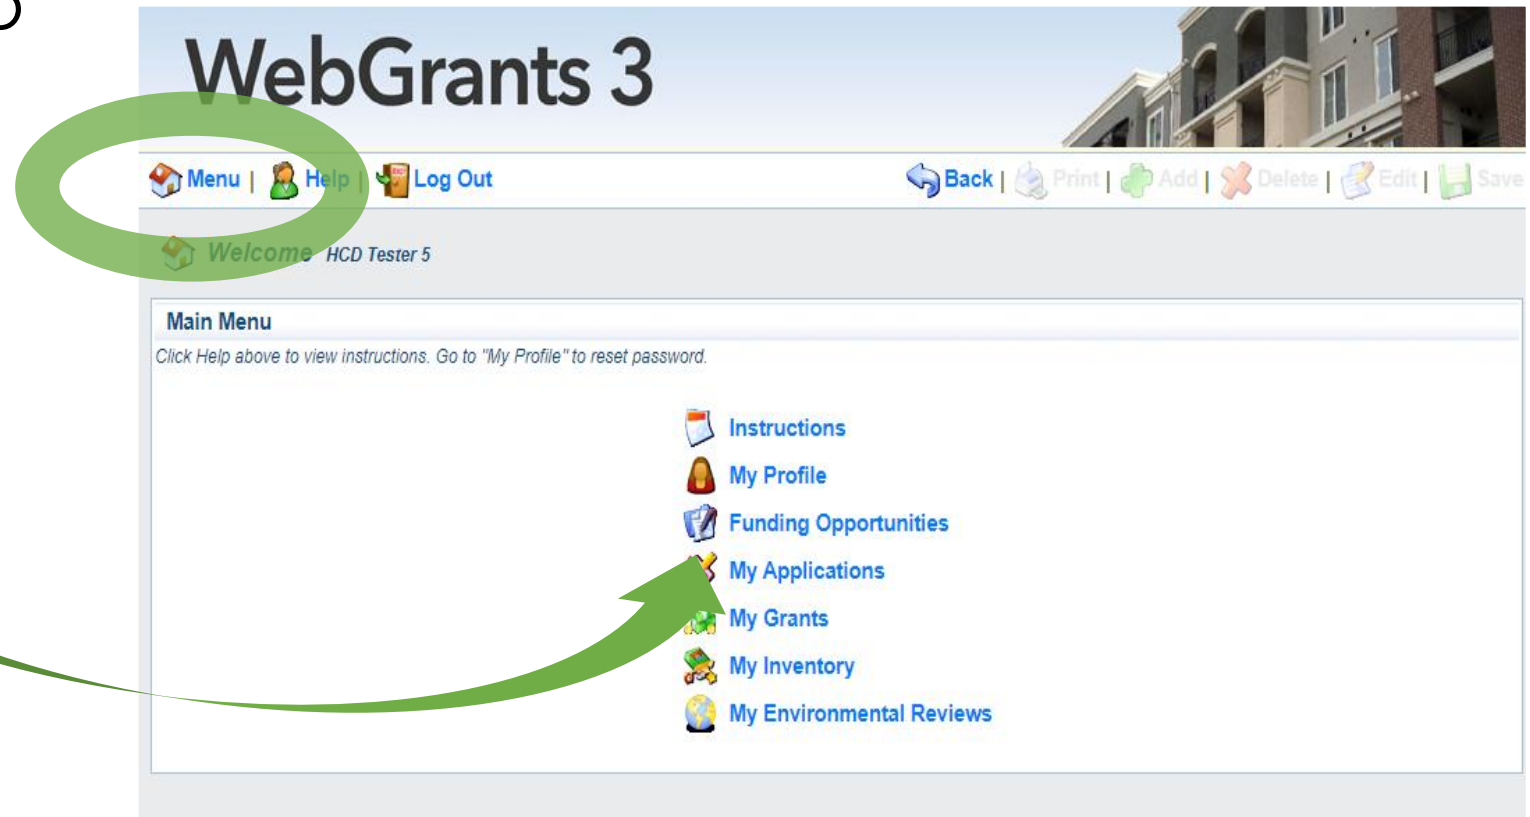 WebGrants 3
Menu | Help | Log Out
Back | Print | Add | Delete | Edit | Save
Welcome HCD Tester 5
Main Menu
Click Help above to view instructions. Go to "My Profile" to reset password.
Instructions
My Profile
Funding Opportunities
My Applications
My Grants
My Inventory
My Environmental Reviews